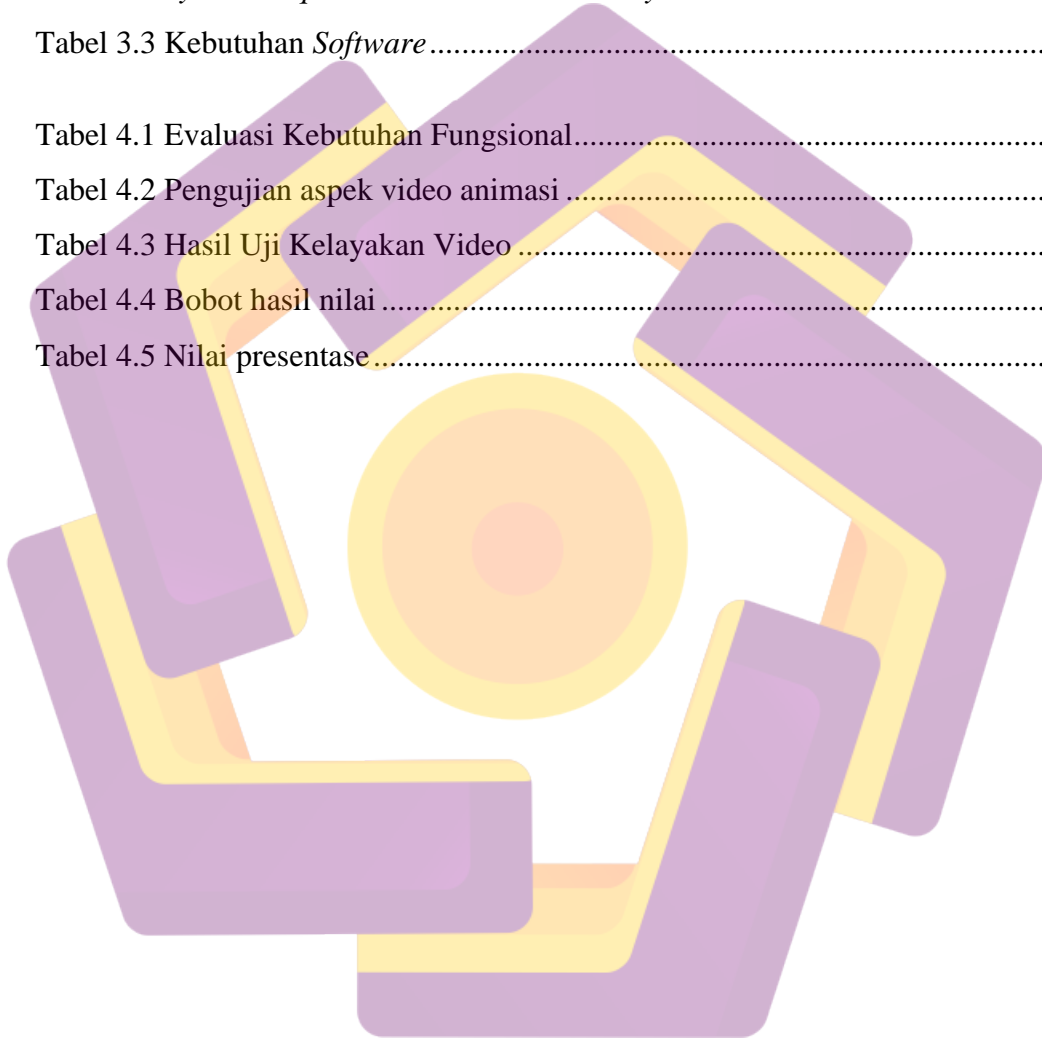 Tabel 3.3 Kebutuhan Software...........................................................................
Tabel 4.1 Evaluasi Kebutuhan Fungsional..........................................................
Tabel 4.2 Pengujian aspek video animasi ...........................................................
Tabel 4.3 Hasil Uji Kelayakan Video .................................................................
Tabel 4.4 Bobot hasil nilai ..................................................................................
Tabel 4.5 Nilai presentase...................................................................................